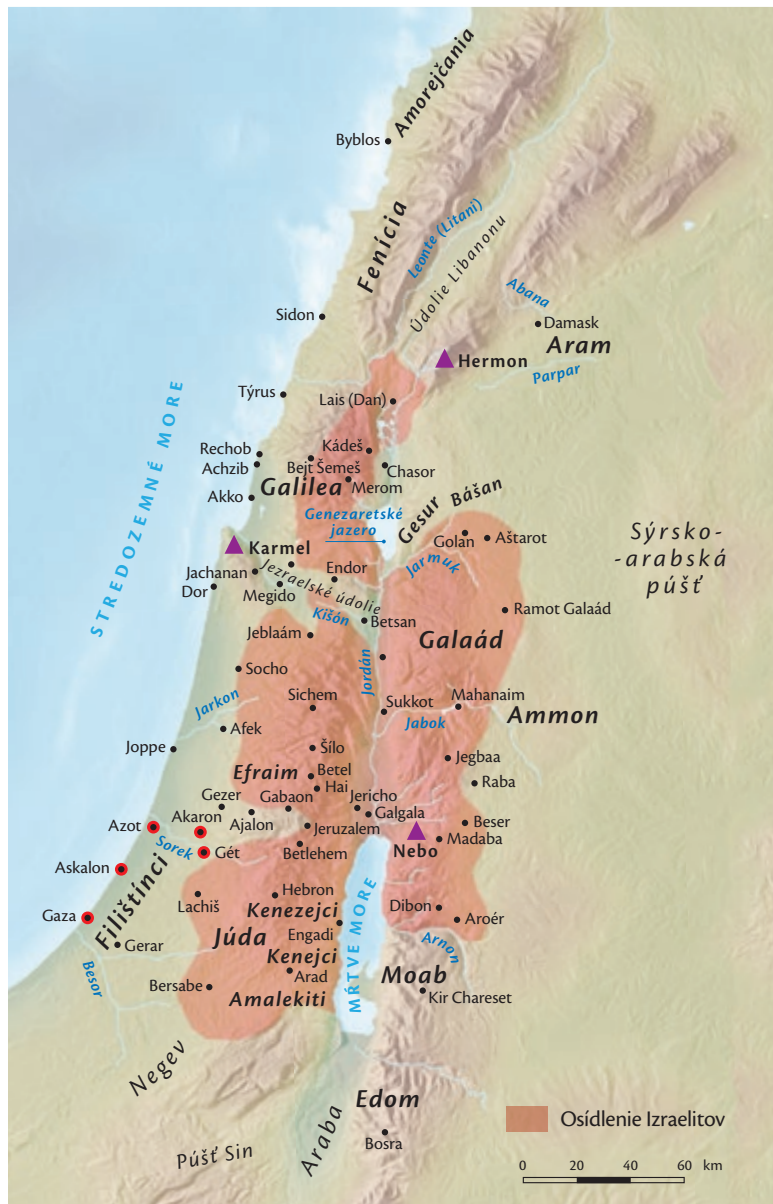 Amorejčania
Byblos
Fenícia
Leonte (Litani)
Údolie Libanonu
Abana
Sidon
Damask
Aram
Hermon
Parpar
STREDOZEMNÉ MORE
Týrus
Lais (Dan)
Rechob
Kádeš
Achzib
Bejt Šemeš
Chasor
Galilea
Merom
Akko
Genezaretské
jazero
Gesur
Bášan
Golan
Aštarot
Sýrsko-
-arabská
púšť
Karmel
Jarmuk
Jachanan
Jezraelské údolie
Endor
Dor
Megido
Kišón
Betsan
Ramot Galaád
Jeblaám
Galaád
Socho
Jordán
Jarkon
Sichem
Sukkot
Mahanaim
Jabok
Ammon
Afek
Joppe
Šílo
Jegbaa
Efraim
Betel
Hai
Raba
Gezer
Gabaon
Jericho
Akaron
Ajalon
Galgala
Beser
Azot
Jeruzalem
Madaba
Sorek
Gét
Betlehem
Nebo
Askalon
Filištínci
Lachiš
Hebron
Dibon
Gaza
Kenezejci
Aroér
Gerar
Júda
Engadi
MŔTVE MORE
Arnon
Besor
Kenejci
Arad
Moab
Bersabe
Amalekiti
Kir Chareset
Negev
Edom
Araba
Bosra
Púšť Sin
Osídlenie Izraelitov
0 20 40 60 km